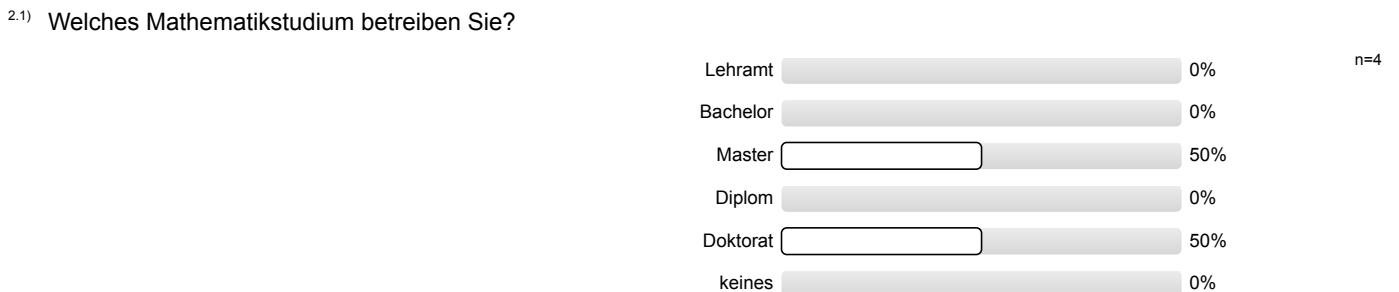 2.1) Welches Mathematikstudium betreiben Sie?
n=4
Lehramt 0%
Bachelor 0%
Master 50%
Diplom 0%
Doktorat 50%
keines 0%